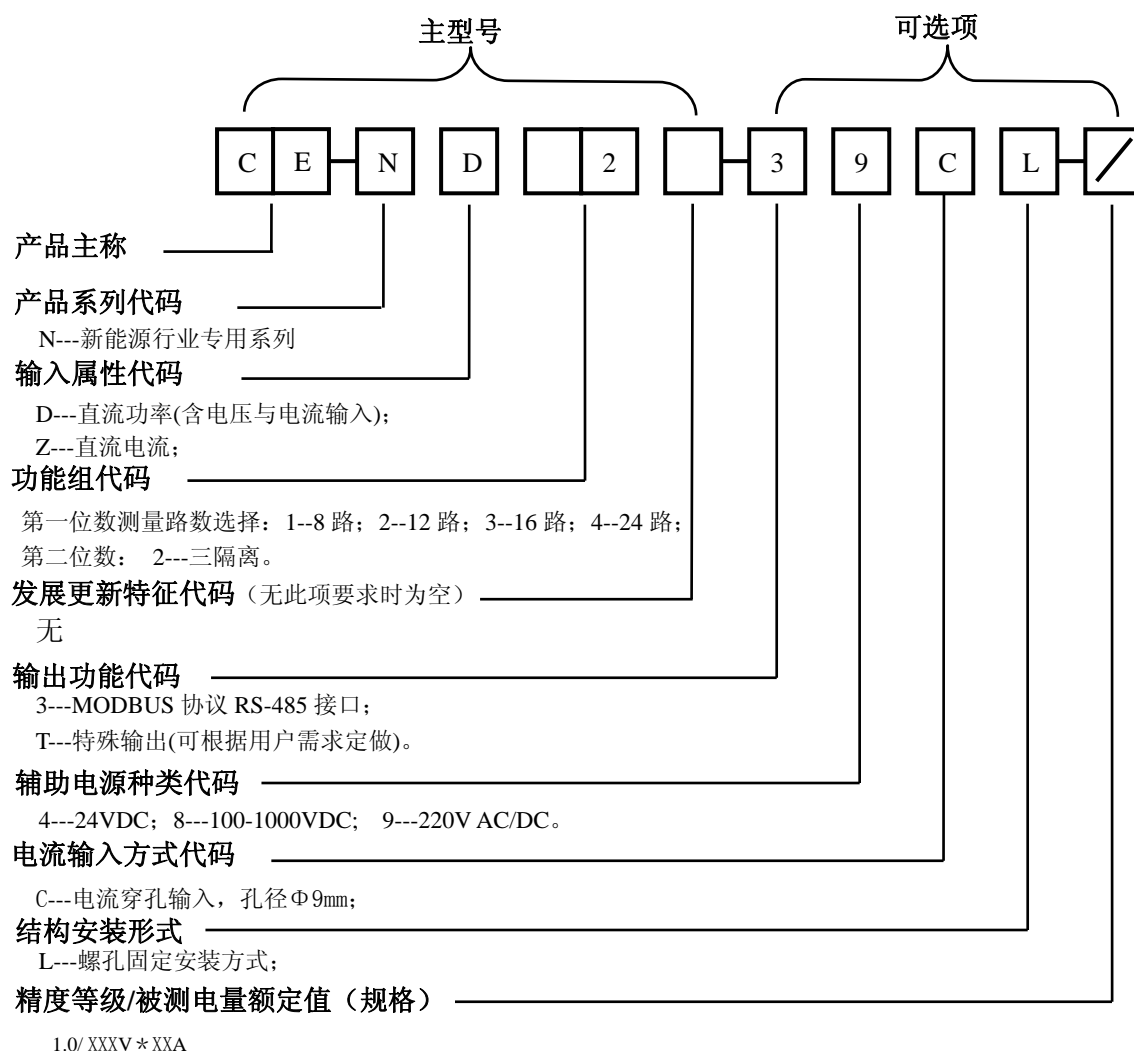 主型号 可选项
C E N D 2 3 9 C L /
产品主称
产品系列代码
N---新能源行业专用系列
输入属性代码
D---直流功率(含电压与电流输入)；
Z---直流电流；
功能组代码
第一位数测量路数选择：1--8 路；2--12 路；3--16 路；4--24 路；
第二位数： 2---三隔离。
发展更新特征代码（无此项要求时为空）
无
输出功能代码
3---MODBUS 协议 RS-485 接口；
T---特殊输出(可根据用户需求定做)。
辅助电源种类代码
4---24VDC；8---100-1000VDC; 9---220V AC/DC。
电流输入方式代码
C---电流穿孔输入，孔径Φ9mm；
结构安装形式
L---螺孔固定安装方式；
精度等级/被测电量额定值（规格）
1.0/ XXXV＊XXA